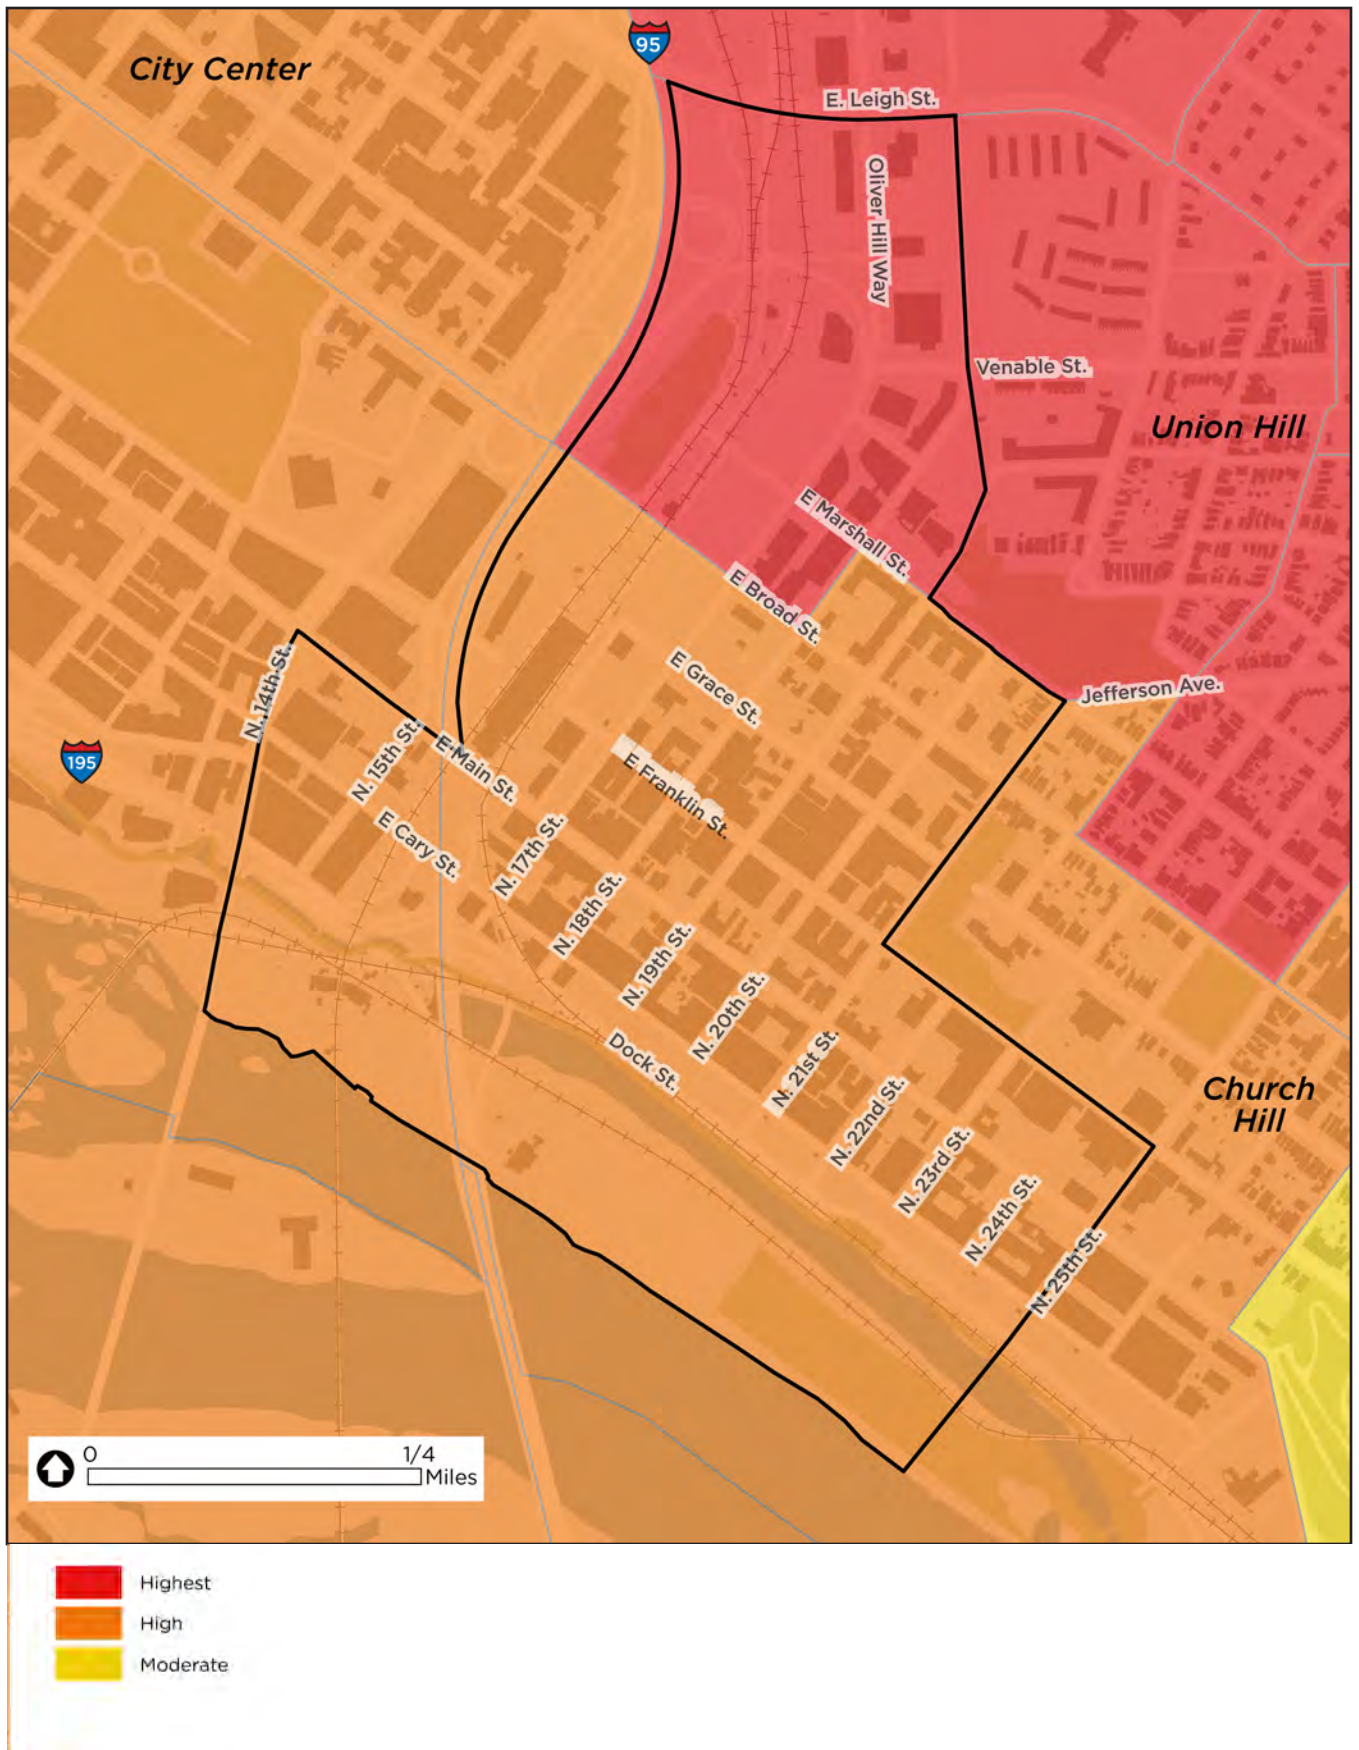 City Center
95
E. Leigh St.
Oliver Hill Way
Venable St.
Union Hill
E Marshall St.
E Broad St.
E Grace St.
Jefferson Ave.
N. 14th St.
195
N. 15th St.
E Main St.
E Franklin St.
E Cary St.
N. 17th St.
N. 18th St.
N. 19th St.
N. 20th St.
Dock St.
N. 21st St.
N. 22nd St.
N. 23rd St.
N. 24th St.
N. 25th St.
Church
Hill
0
1/4
Miles
Highest
High
Moderate